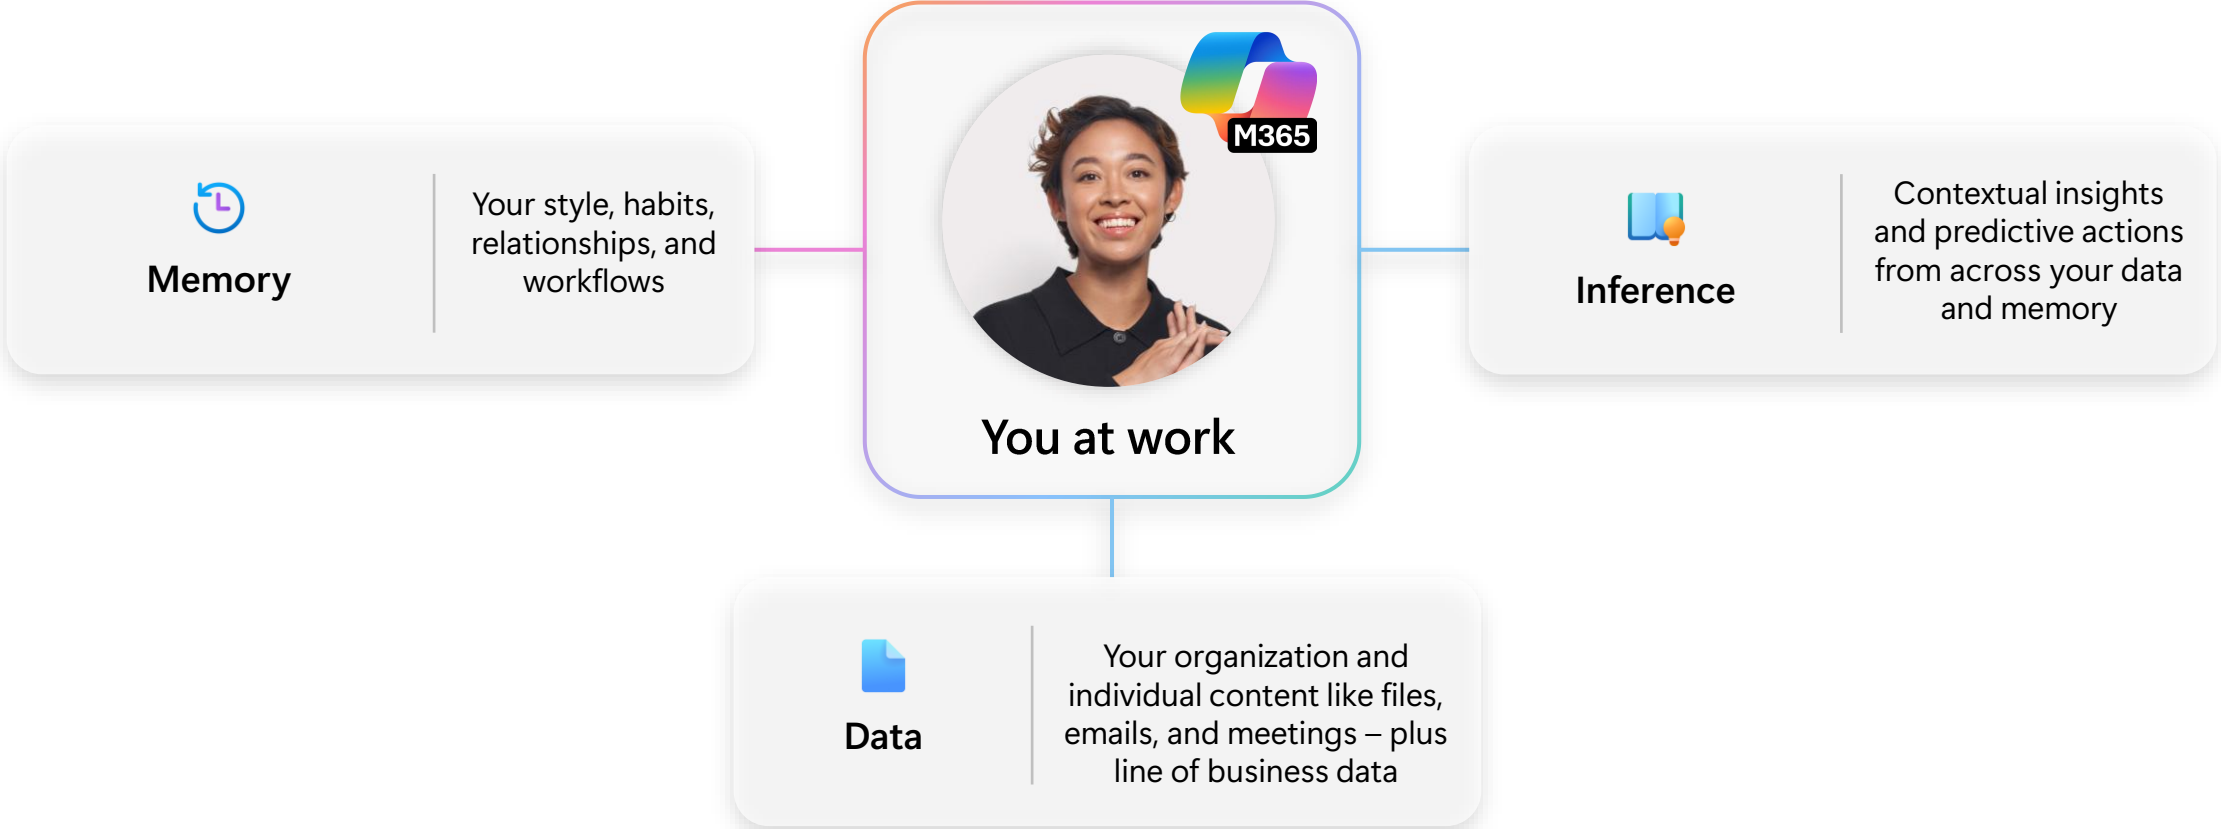 M365
Memory
Your style, habits,
relationships, and
workflows
You at work
Inference
Contextual insights
and predictive actions
from across your data
and memory
Data
Your organization and
individual content like files,
emails, and meetings – plus
line of business data